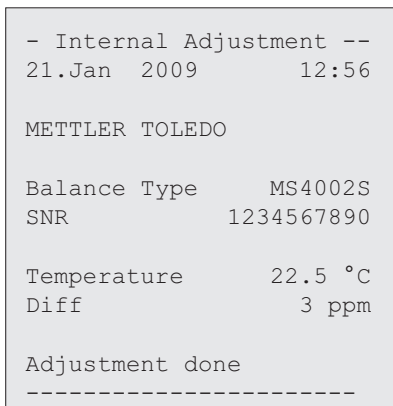 - Internal Adjustment --
21.Jan 2009 12:56
METTLER TOLEDO
Balance Type MS4002S
SNR 1234567890
Temperature 22.5 °C
Diff 3 ppm
Adjustment done
-----------------------